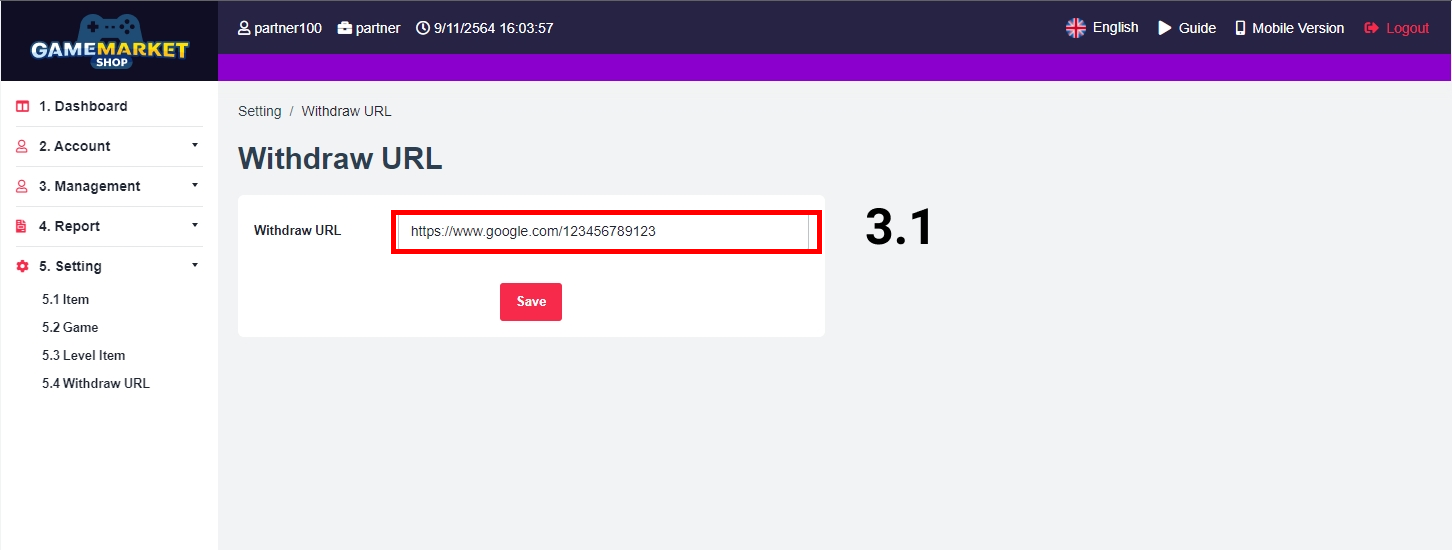 GAMEMARKET
SHOP
partner100 partner 9/11/2564 16:03:57
English Guide Mobile Version Logout
1. Dashboard
2. Account
3. Management
4. Report
5. Setting
5.1 Item
5.2 Game
5.3 Level Item
5.4 Withdraw URL
Setting / Withdraw URL
Withdraw URL
Withdraw URL https://www.google.com/123456789123
3.1
Save